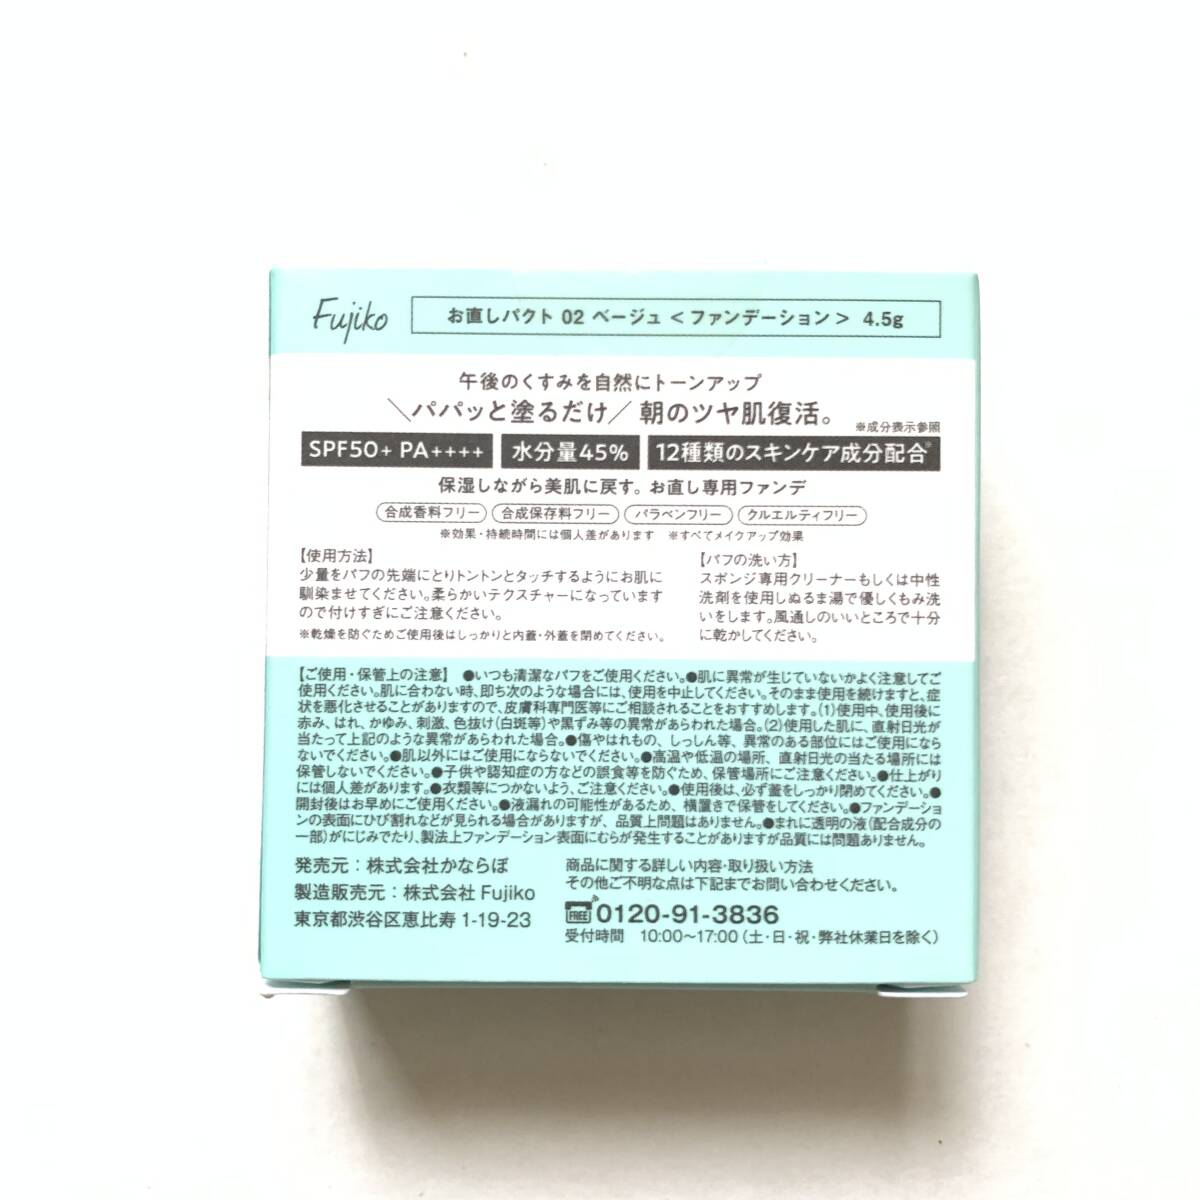 Fujiko
お直しパクト 02 ベージュ < ファンデーション > 4.5g
午後のくすみを自然にトーンアップ
＼パパッと塗るだけ／ 朝のツヤ肌復活。
※成分表示参照
SPF50+ PA++++ 水分量45% 12種類のスキンケア成分配合※
保湿しながら美肌に戻す。お直し専用ファンデ
合成香料フリー 合成保存料フリー パラベンフリー クルエルティフリー
※効果・持続時間には個人差があります ※すべてメイクアップ効果
【使用方法】
少量をパフの先端にとりトントンとタッチするようにお肌に
馴染ませてください。柔らかいテクスチャーになっています
ので付けすぎにご注意ください。
※乾燥を防ぐためご使用後はしっかりと内蓋・外蓋を閉めてください。
【パフの洗い方】
スポンジ専用クリーナーもしくは中性
洗剤を使用しぬるま湯で優しくもみ洗
いをします。風通しのいいところで十分
に乾かしてください。
【ご使用・保管上の注意】 ●いつも清潔なパフをご使用ください。●肌に異常が生じていないかよく注意してご
使用ください。肌に合わない時、即ち次のような場合には、使用を中止してください。そのまま使用を続けますと、症
状を悪化させることがありますので、皮膚科専門医等にご相談されることをおすすめします。(1)使用中、使用後に
赤み、はれ、かゆみ、刺激、色抜け(白斑等)や黒ずみ等の異常があらわれた場合。(2)使用した肌に、直射日光が
当たって上記のような異常があらわれた場合。●傷やはれもの、しっしん等、異常のある部位にはご使用になら
ないでください。●肌以外にはご使用にならないでください。●高温や低温の場所、直射日光の当たる場所には
保管しないでください。●子供や認知症の方などの誤食等を防ぐため、保管場所にご注意ください。●仕上がり
には個人差があります。●衣類等につかないよう、ご注意ください。●使用後は、必ず蓋をしっかり閉めてください。●
開封後はお早めにご使用ください。●液漏れの可能性があるため、横置きで保管をしてください。●ファンデーショ
ンの表面にひび割れなどが見られる場合がありますが、品質上問題はありません。●まれに透明の液(配合成分の
一部)がにじみでたり、製法上ファンデーション表面にむらが発生することがありますが品質には問題ありません。
発売元：株式会社かならぼ
製造販売元：株式会社 Fujiko
東京都渋谷区恵比寿 1-19-23
商品に関する詳しい内容・取り扱い方法
その他ご不明な点は下記までお問い合わせください。
FREE 0120-91-3836
受付時間 10:00〜17:00（土・日・祝・弊社休業日を除く）